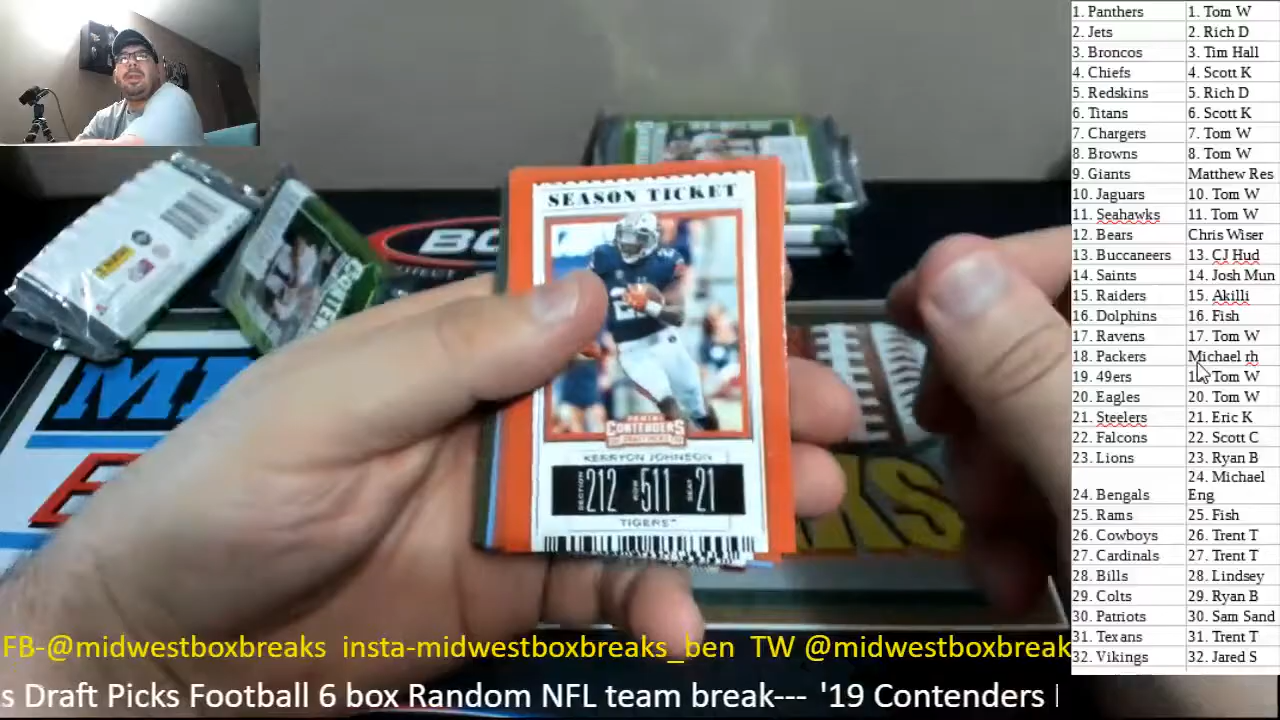 1. Panthers 1. Tom W
2. Jets 2. Rich D
3. Broncos 3. Tim Hall
4. Chiefs 4. Scott K
5. Redskins 5. Rich D
6. Titans 6. Scott K
7. Chargers 7. Tom W
8. Browns 8. Tom W
9. Giants Matthew Res
10. Jaguars 10. Tom W
11. Seahawks 11. Tom W
12. Bears Chris Wiser
13. Buccaneers 13. CJ Hud
14. Saints 14. Josh Mun
15. Raiders 15. Akilli
16. Dolphins 16. Fish
17. Ravens 17. Tom W
18. Packers Michael rh
19. 49ers Tom W
20. Eagles 20. Tom W
21. Steelers 21. Eric K
22. Falcons 22. Scott C
23. Lions 23. Ryan B
24. Bengals 24. Michael Eng
25. Rams 25. Fish
26. Cowboys 26. Trent T
27. Cardinals 27. Trent T
28. Bills 28. Lindsey
29. Colts 29. Ryan B
30. Patriots 30. Sam Sand
31. Texans 31. Trent T
32. Vikings 32. Jared S
SEASON TICKET
PANINI
CONTENDERS
DRAFT PICKS
KERRYON JOHNSON
SECTION 212 ROW 511 SEAT 21
TIGERS
FB-@midwestboxbreaks insta-midwestboxbreaks_ben TW @midwestboxbreak
s Draft Picks Football 6 box Random NFL team break--- '19 Contenders